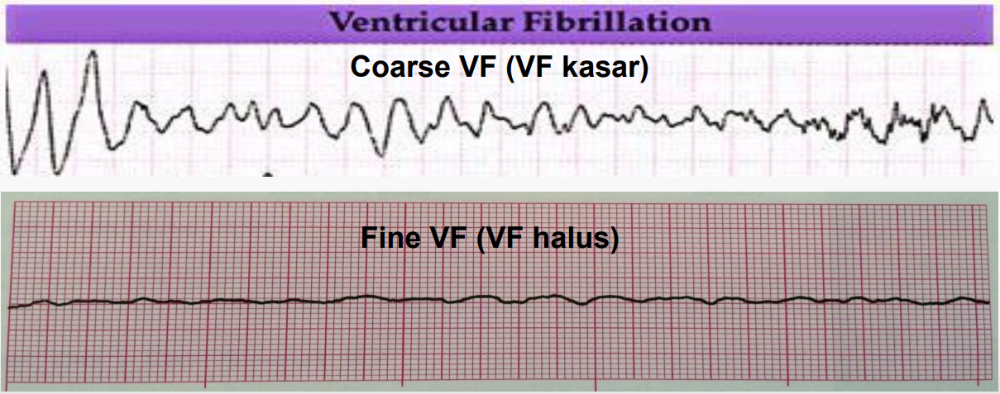 Ventricular Fibrillation
Coarse VF (VF kasar)
Fine VF (VF halus)